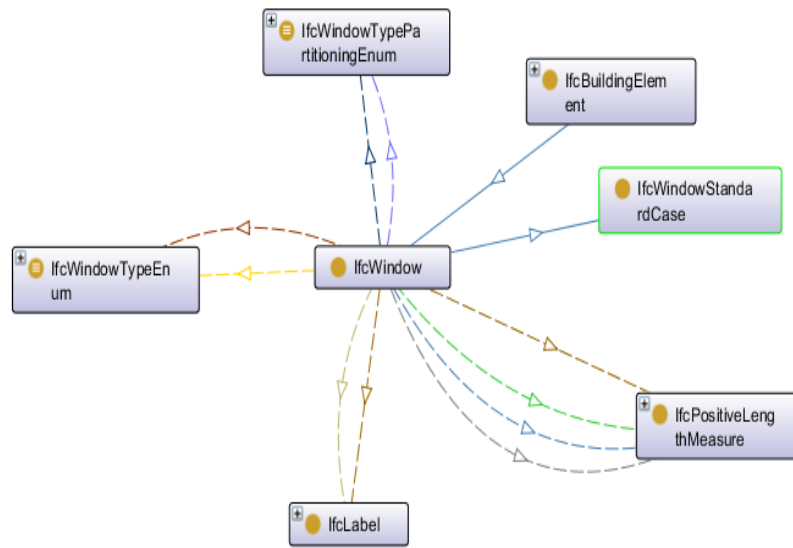 IfcWindowTypePa
rtitioningEnum
IfcBuildingElem
ent
IfcWindowStanda
rdCase
IfcWindowTypeEn
um
IfcWindow
IfcPositiveLeng
thMeasure
IfcLabel